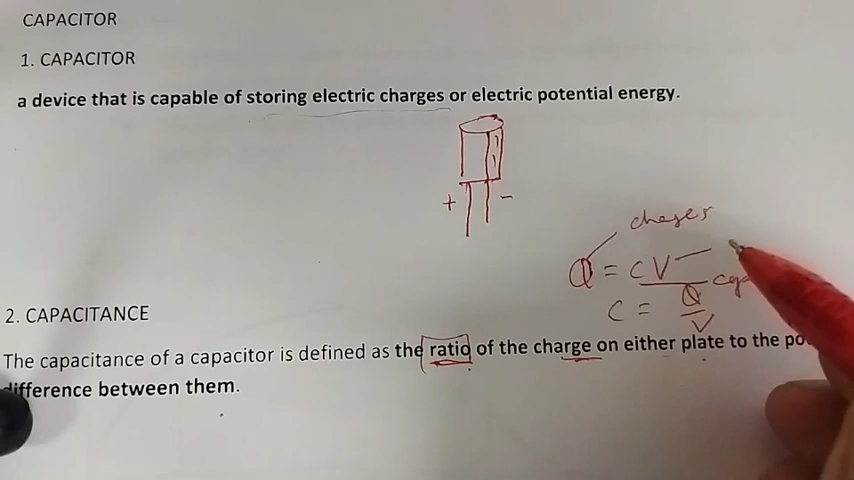 CAPACITOR
1. CAPACITOR
a device that is capable of storing electric charges or electric potential energy.
+ -
Q = CV
C = Q/V
2. CAPACITANCE
The capacitance of a capacitor is defined as the ratio of the charge on either plate to the
difference between them.